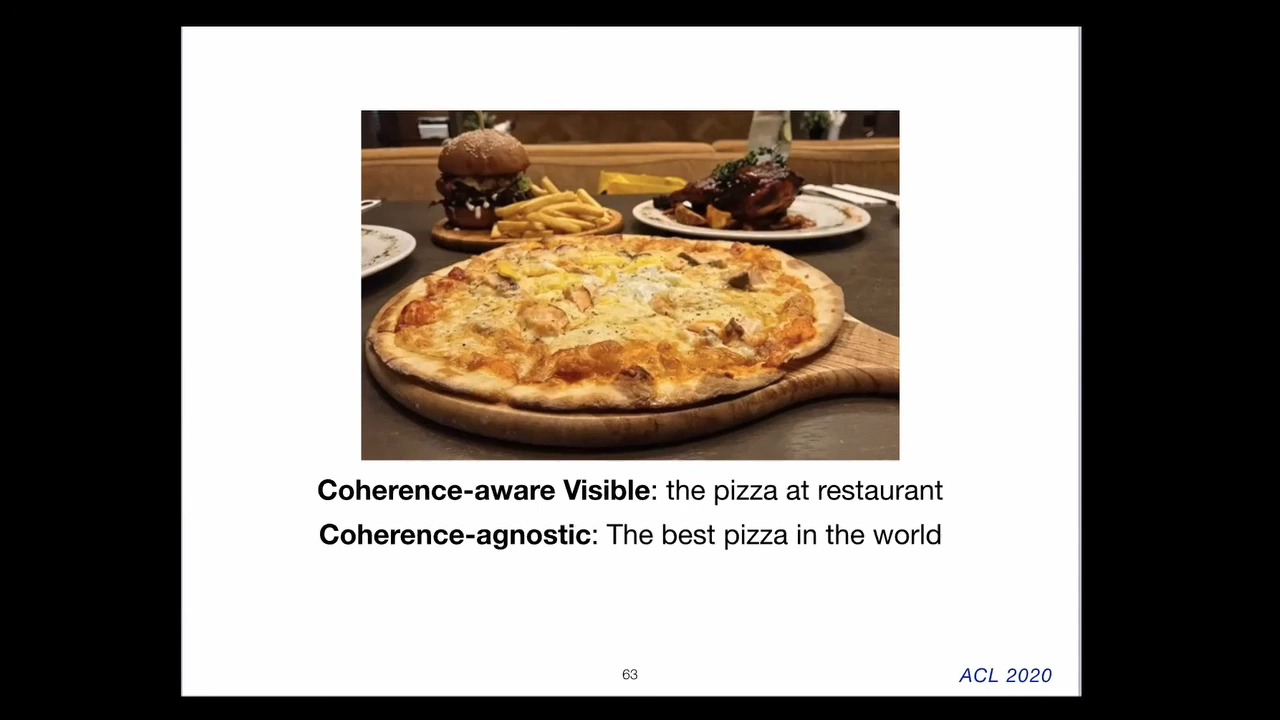 Coherence-aware Visible: the pizza at restaurant
Coherence-agnostic: The best pizza in the world
63
ACL 2020